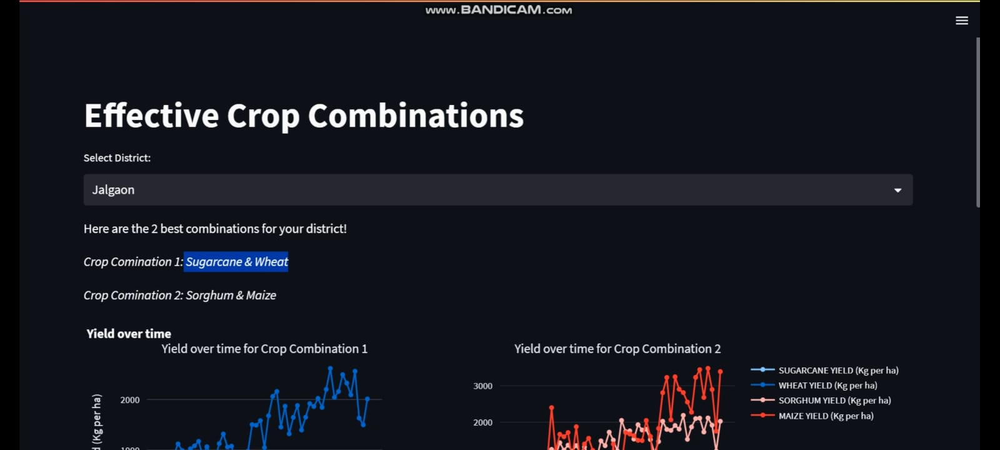 www.BANDICAM.COM
Effective Crop Combinations
Select District:
Jalgaon
Here are the 2 best combinations for your district!
Crop Comination 1: Sugarcane & Wheat
Crop Comination 2: Sorghum & Maize
Yield over time
Yield over time for Crop Combination 1
Yield over time for Crop Combination 2
2000
(Kg per ha)
3000
2000
SUGARCANE YIELD (Kg per ha)
WHEAT YIELD (Kg per ha)
SORGHUM YIELD (Kg per ha)
MAIZE YIELD (Kg per ha)